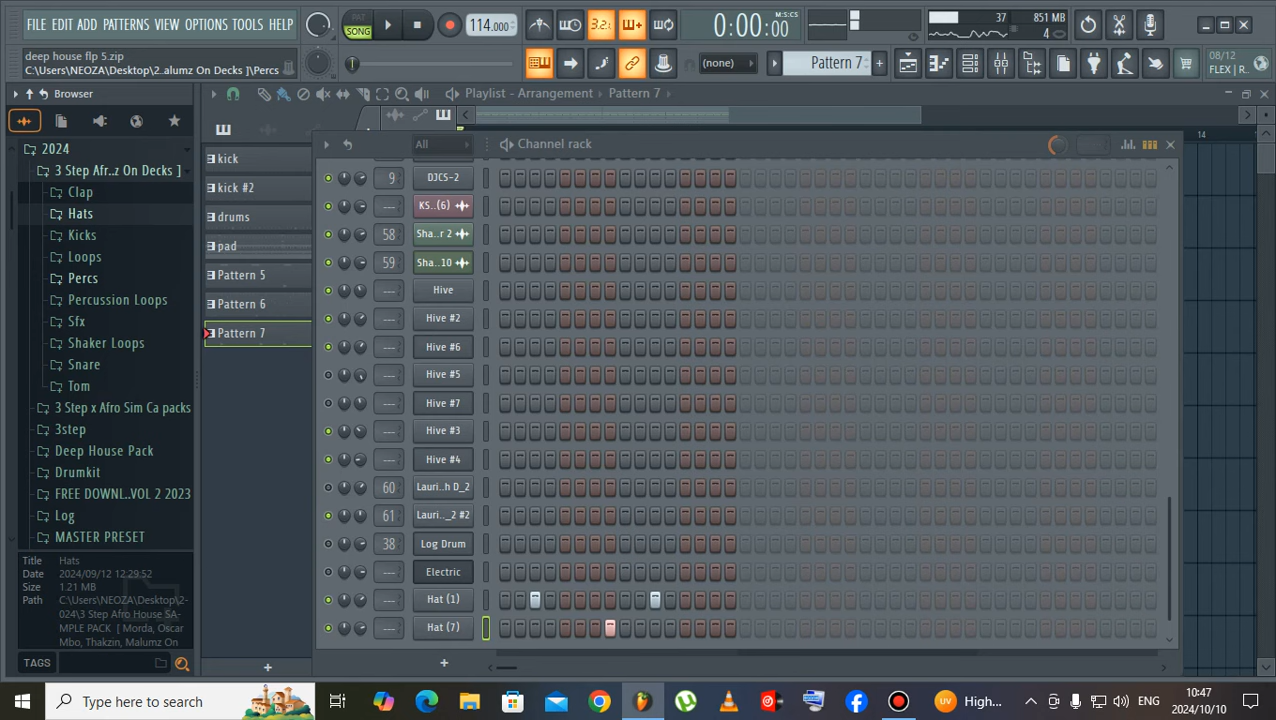 FILE EDIT ADD PATTERNS VIEW OPTIONS TOOLS HELP
PAT
SONG
114.000
3.2.
0:00:00
M:S:CS
37
851 MB
4
deep house flp 5.zip
C:\Users\NEOZA\Desktop\2..alumz On Decks ]\Percs
(none)
Pattern 7
08/12
FLEX | R..
Browser
Playlist - Arrangement
Pattern 7
2024
3 Step Afr..z On Decks ]
Clap
Hats
Kicks
Loops
Percs
Percussion Loops
Sfx
Shaker Loops
Snare
Tom
3 Step x Afro Sim Ca packs
3step
Deep House Pack
Drumkit
FREE DOWNL..VOL 2 2023
Log
MASTER PRESET
Title Hats
Date 2024/09/12 12:29:52
Size 1.21 MB
Path C:\Users\NEOZA\Desktop\2-
024\3 Step Afro House SA-
MPLE PACK [ Morda, Oscar
Mbo, Thakzin, Malumz On
TAGS
kick
kick #2
drums
pad
Pattern 5
Pattern 6
Pattern 7
All
Channel rack
14
9 DJCS-2
--- KS..(6)
58 Sha..r 2
59 Sha..10
--- Hive
--- Hive #2
--- Hive #6
--- Hive #5
--- Hive #7
--- Hive #3
--- Hive #4
60 Lauri..h D_2
61 Lauri.._2 #2
38 Log Drum
--- Electric
--- Hat (1)
--- Hat (7)
Type here to search
UV
High...
ENG
10:47
2024/10/10